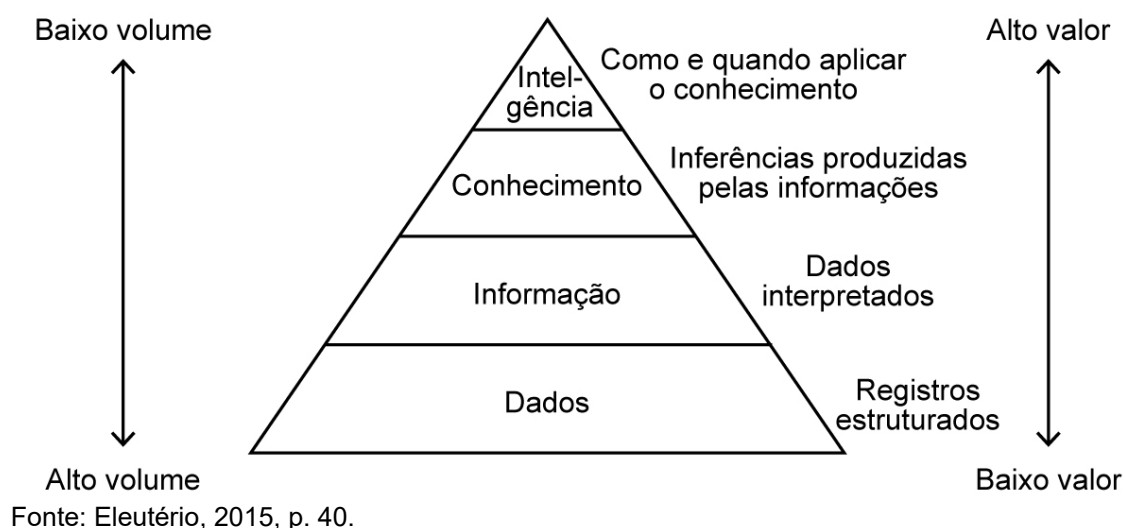 Baixo volume
Alto valor
Como e quando aplicar
o conhecimento
Intel-
gência
Inferências produzidas
pelas informações
Conhecimento
Dados
interpretados
Informação
Registros
estruturados
Dados
Alto volume
Baixo valor
Fonte: Eleutério, 2015, p. 40.